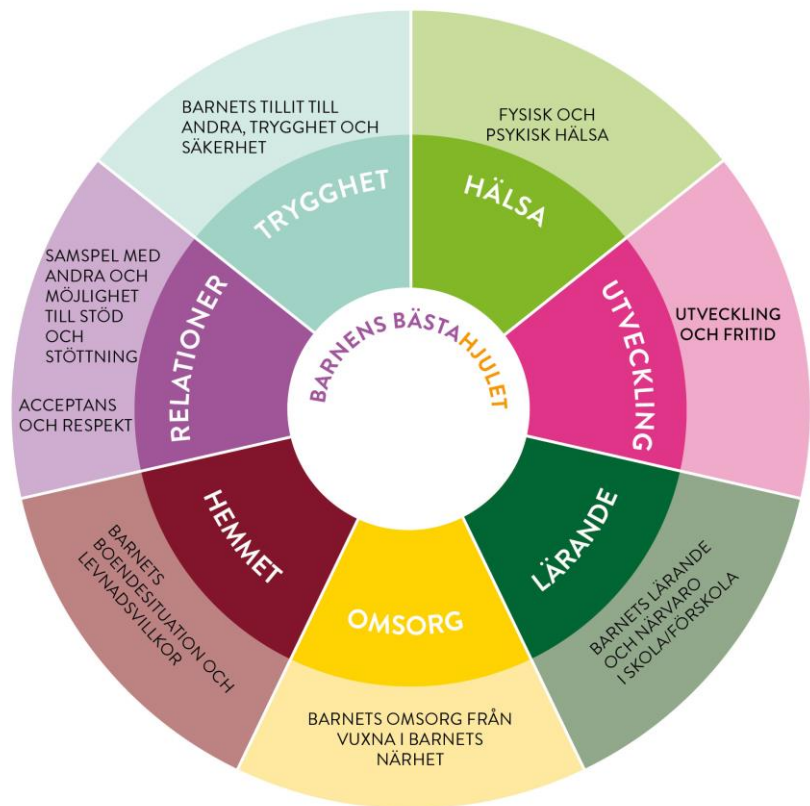 BARNENS BÄSTAHJULET
TRYGGHET
BARNETS TILLIT TILL
ANDRA, TRYGGHET OCH
SÄKERHET
HÄLSA
FYSISK OCH
PSYKISK HÄLSA
UTVECKLING
UTVECKLING
OCH FRITID
LÄRANDE
BARNETS LÄRANDE
OCH NÄRVARO
I SKOLA/FÖRSKOLA
OMSORG
BARNETS OMSORG FRÅN
VUXNA I BARNETS
NÄRHET
HEMMET
BARNETS
BOENDESITUATION OCH
LEVNADSVILLKOR
RELATIONER
SAMSPEL MED
ANDRA OCH
MÖJLIGHET
TILL STÖD
OCH
STÖTTNING
ACCEPTANS
OCH RESPEKT